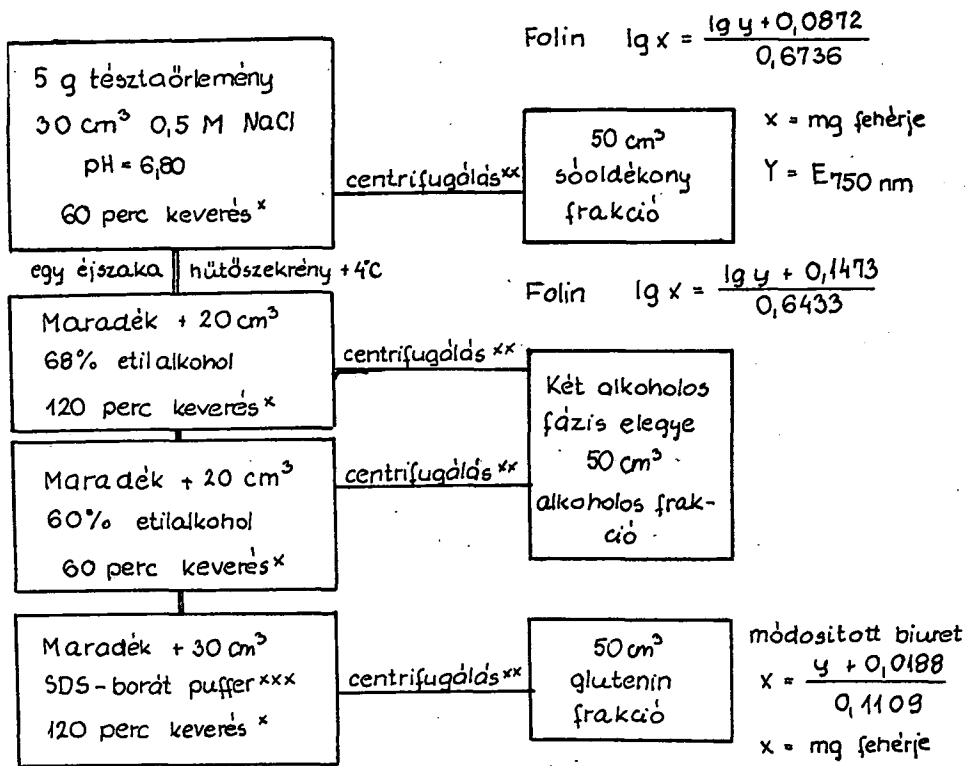 Folin lg x = lg y + 0,0872 / 0,6736
5 g tésztaőrlemény
30 cm³ 0,5 M NaCl
pH = 6,80
60 perc keverés ˣ
centrifugálás ˣˣ
50 cm³
sóoldékony
frakció
x = mg fehérje
Y = E750 nm
egy éjszaka hűtőszekrény +4°C
Folin lg x = lg y + 0,1473 / 0,6433
Maradék + 20 cm³
68% etilalkohol
120 perc keverés ˣ
centrifugálás ˣˣ
Két alkoholos
fázis elegye
50 cm³
alkoholos frak-
ció
Maradék + 20 cm³
60% etilalkohol
60 perc keverés ˣ
centrifugálás ˣˣ
Maradék + 30 cm³
SDS-borát puffer ˣˣˣ
120 perc keverés ˣ
centrifugálás ˣˣ
50 cm³
glutenin
frakció
módosított biuret
x = y + 0,0188 / 0,1109
x = mg fehérje